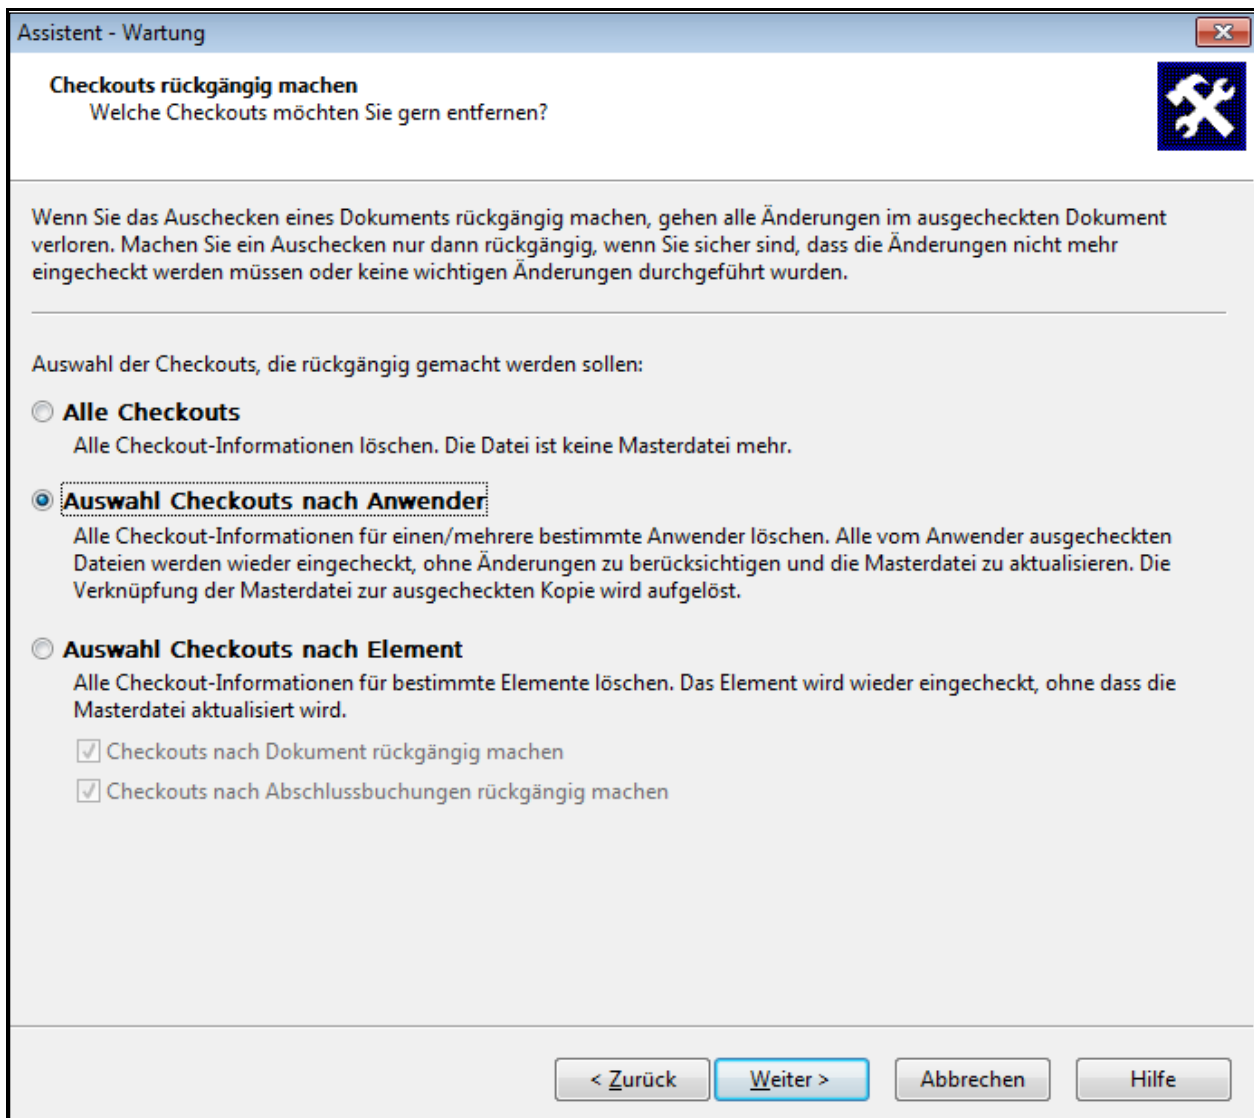 Assistent - Wartung
Checkouts rückgängig machen
Welche Checkouts möchten Sie gern entfernen?
Wenn Sie das Auschecken eines Dokuments rückgängig machen, gehen alle Änderungen im ausgecheckten Dokument
verloren. Machen Sie ein Auschecken nur dann rückgängig, wenn Sie sicher sind, dass die Änderungen nicht mehr
eingecheckt werden müssen oder keine wichtigen Änderungen durchgeführt wurden.
Auswahl der Checkouts, die rückgängig gemacht werden sollen:
Alle Checkouts
Alle Checkout-Informationen löschen. Die Datei ist keine Masterdatei mehr.
Auswahl Checkouts nach Anwender
Alle Checkout-Informationen für einen/mehrere bestimmte Anwender löschen. Alle vom Anwender ausgecheckten
Dateien werden wieder eingecheckt, ohne Änderungen zu berücksichtigen und die Masterdatei zu aktualisieren. Die
Verknüpfung der Masterdatei zur ausgecheckten Kopie wird aufgelöst.
Auswahl Checkouts nach Element
Alle Checkout-Informationen für bestimmte Elemente löschen. Das Element wird wieder eingecheckt, ohne dass die
Masterdatei aktualisiert wird.
Checkouts nach Dokument rückgängig machen
Checkouts nach Abschlussbuchungen rückgängig machen
< Zurück Weiter > Abbrechen Hilfe